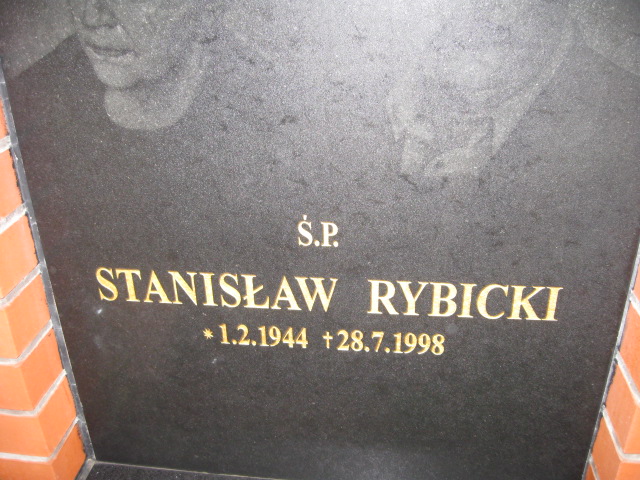 Ś.P.
STANISŁAW RYBICKI
* 1.2.1944 †28.7.1998